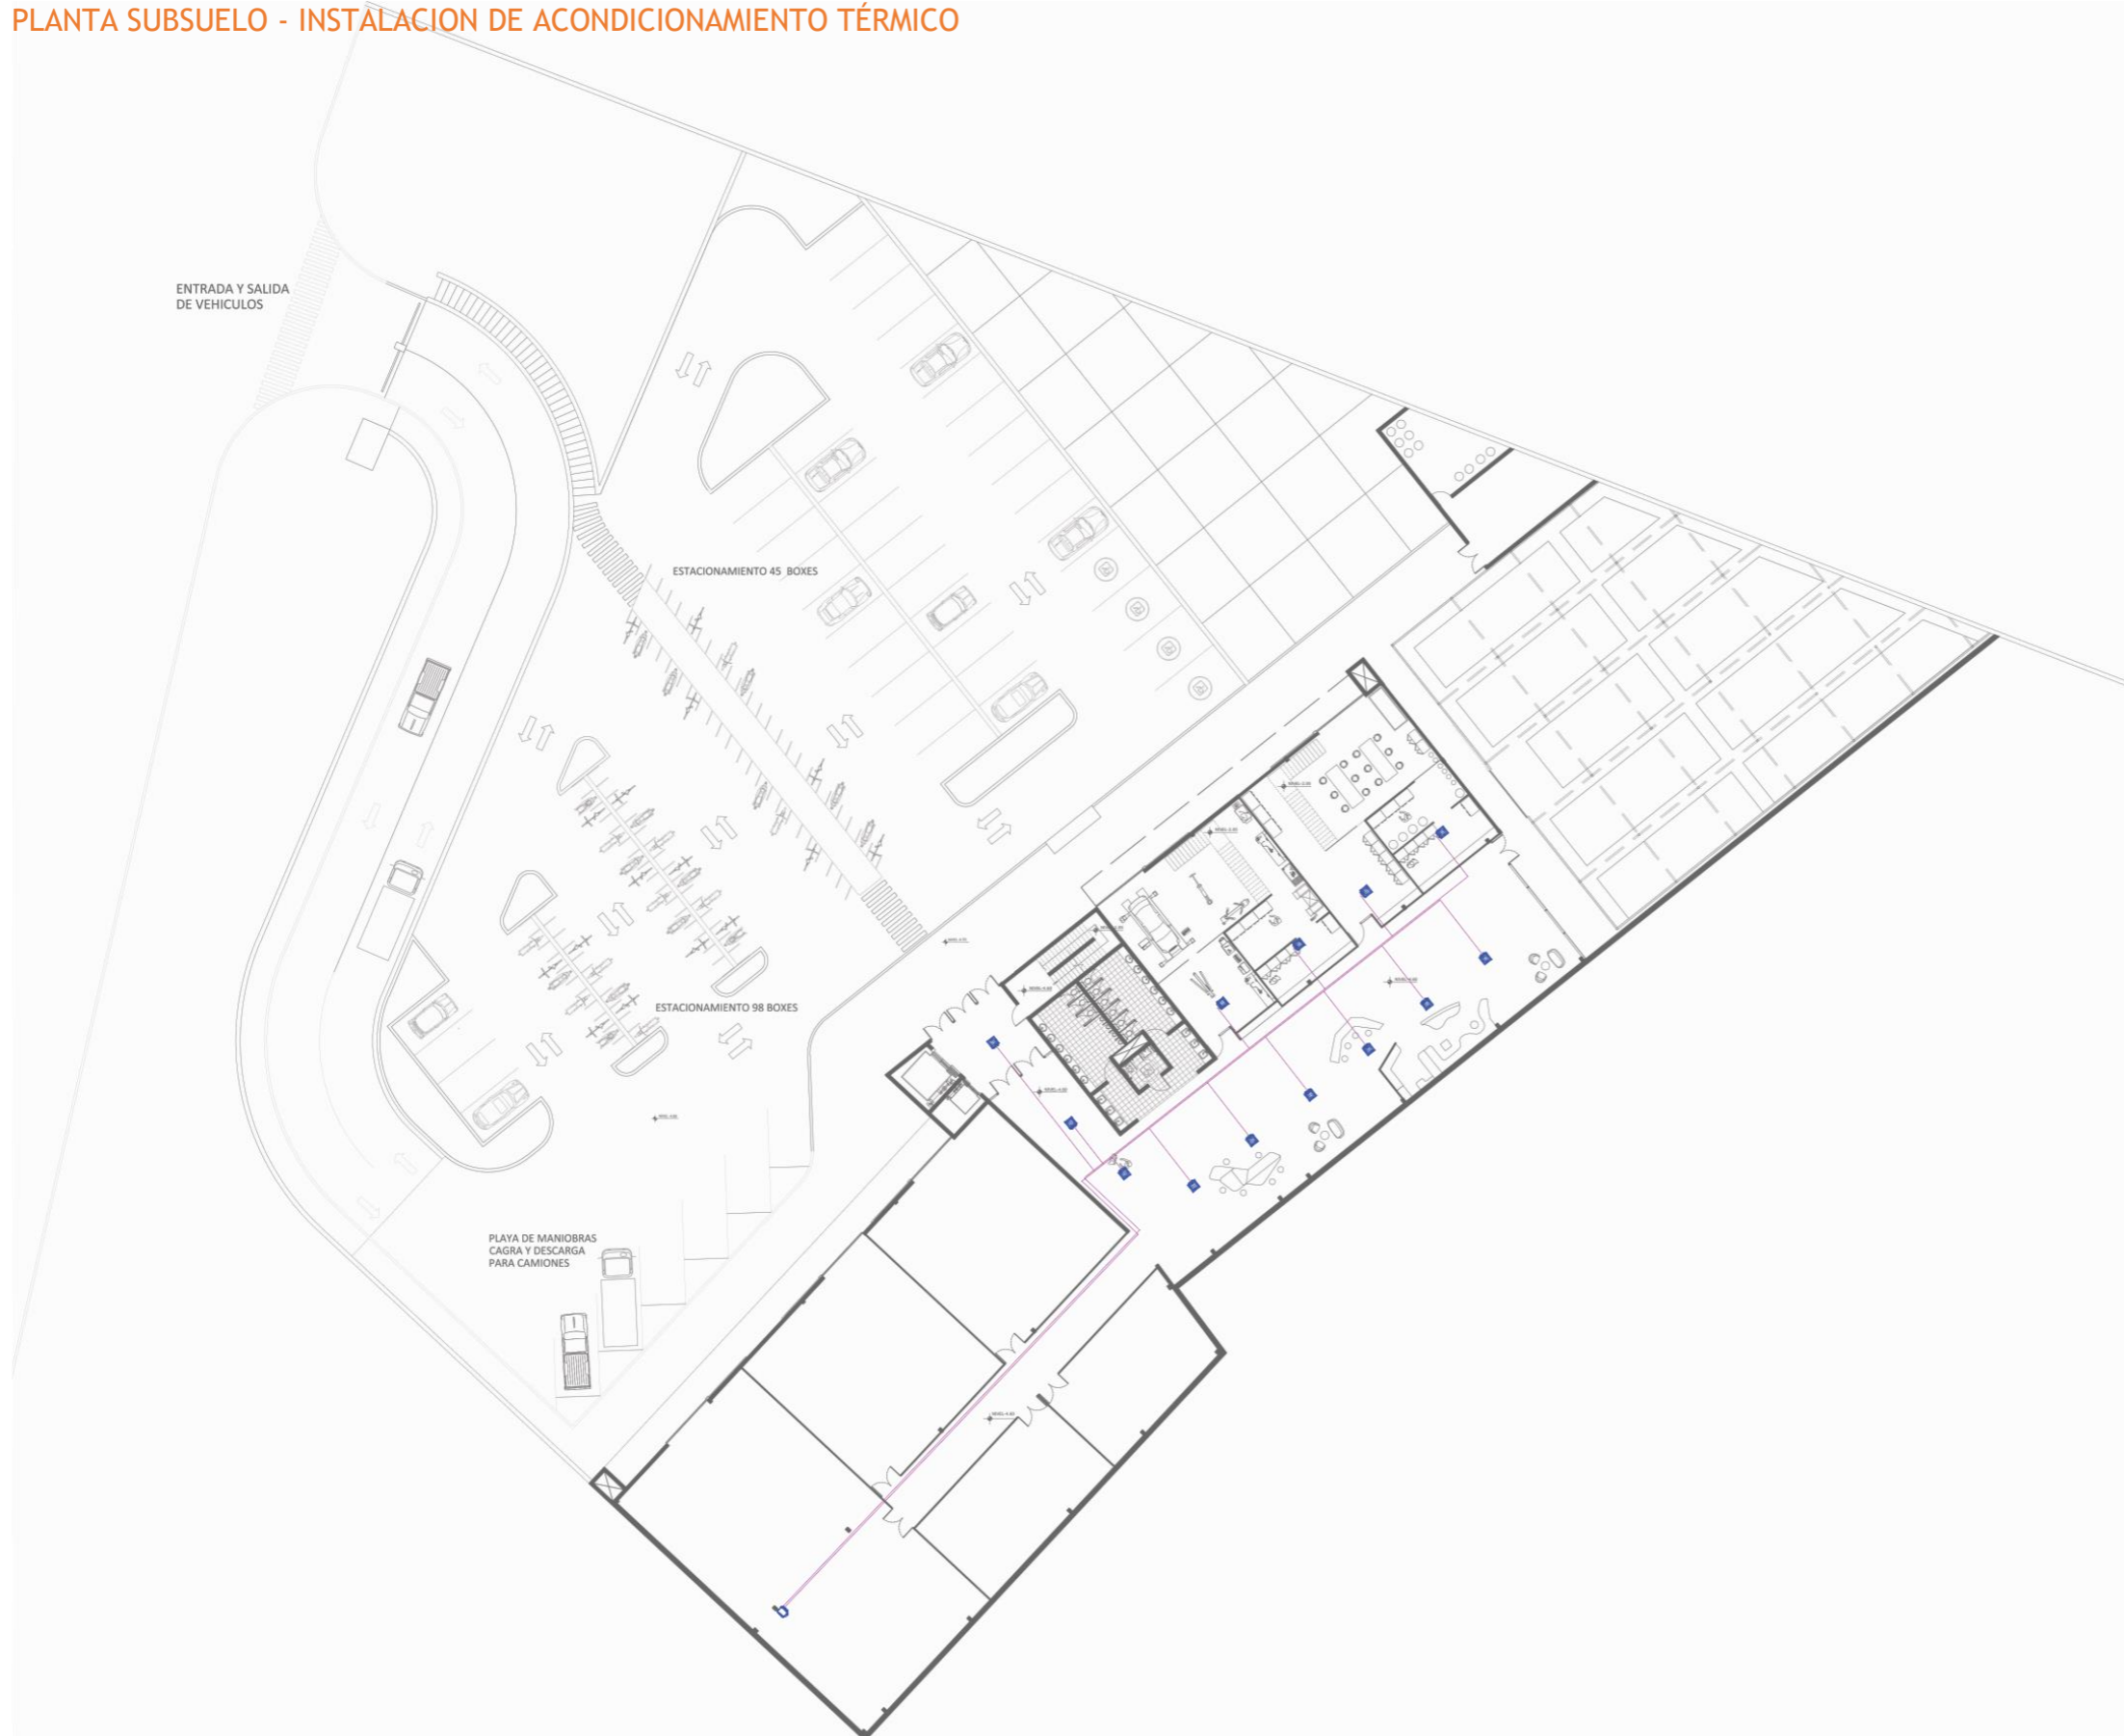 PLANTA SUBSUELO - INSTALACION DE ACONDICIONAMIENTO TÉRMICO
ENTRADA Y SALIDA
DE VEHICULOS
ESTACIONAMIENTO 45 BOXES
ESTACIONAMIENTO 98 BOXES
PLAYA DE MANIOBRAS
CAGRA Y DESCARGA
PARA CAMIONES